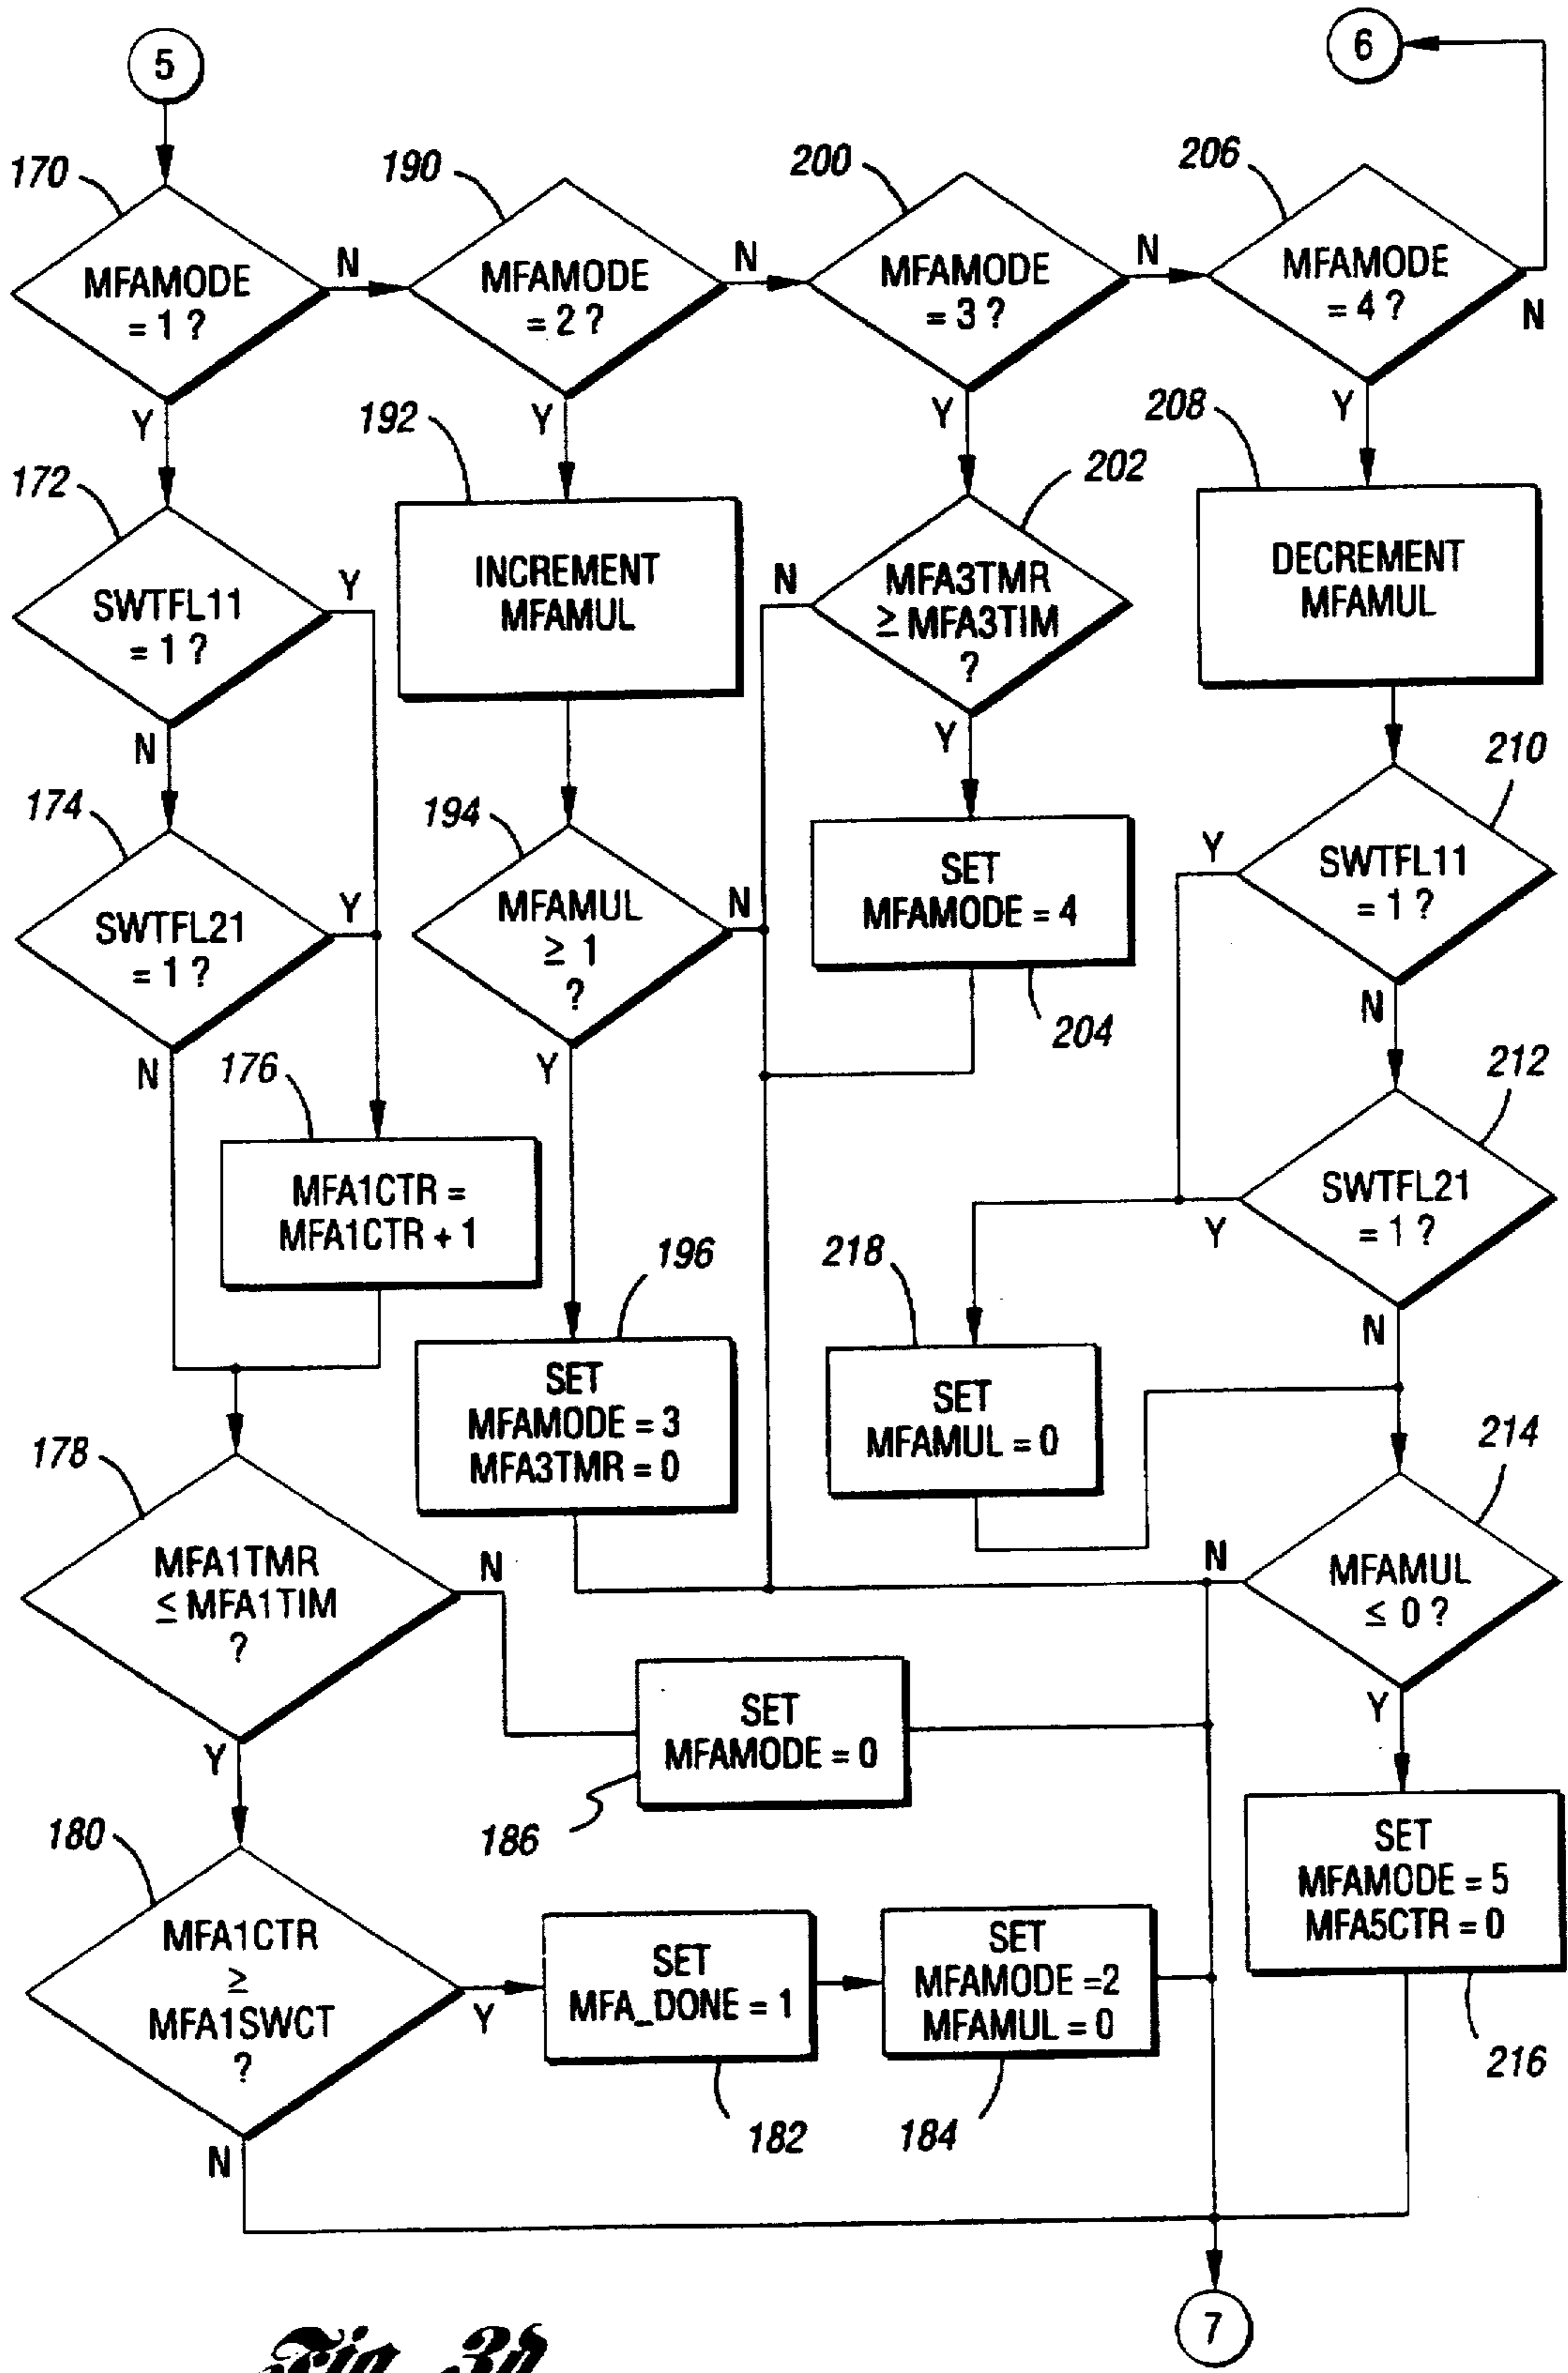 5
6
170
MFAMODE
= 1 ?
N
Y
190
MFAMODE
= 2 ?
N
Y
200
MFAMODE
= 3 ?
N
Y
206
MFAMODE
= 4 ?
N
Y
172
SWTFL11
= 1 ?
Y
N
192
INCREMENT
MFAMUL
202
MFA3TMR
≥ MFA3TIM
?
N
Y
208
DECREMENT
MFAMUL
174
SWTFL21
= 1 ?
Y
N
194
MFAMUL
≥ 1
?
N
Y
SET
MFAMODE = 4
204
210
SWTFL11
= 1 ?
Y
N
176
MFA1CTR =
MFA1CTR + 1
212
SWTFL21
= 1 ?
Y
N
196
SET
MFAMODE = 3
MFA3TMR = 0
218
SET
MFAMUL = 0
178
MFA1TMR
≤ MFA1TIM
?
N
Y
214
MFAMUL
≤ 0 ?
N
Y
SET
MFAMODE = 0
186
180
MFA1CTR
≥
MFA1SWCT
?
Y
N
SET
MFA_DONE = 1
182
SET
MFAMODE =2
MFAMUL = 0
184
SET
MFAMODE = 5
MFA5CTR = 0
216
7
Fig. 3d